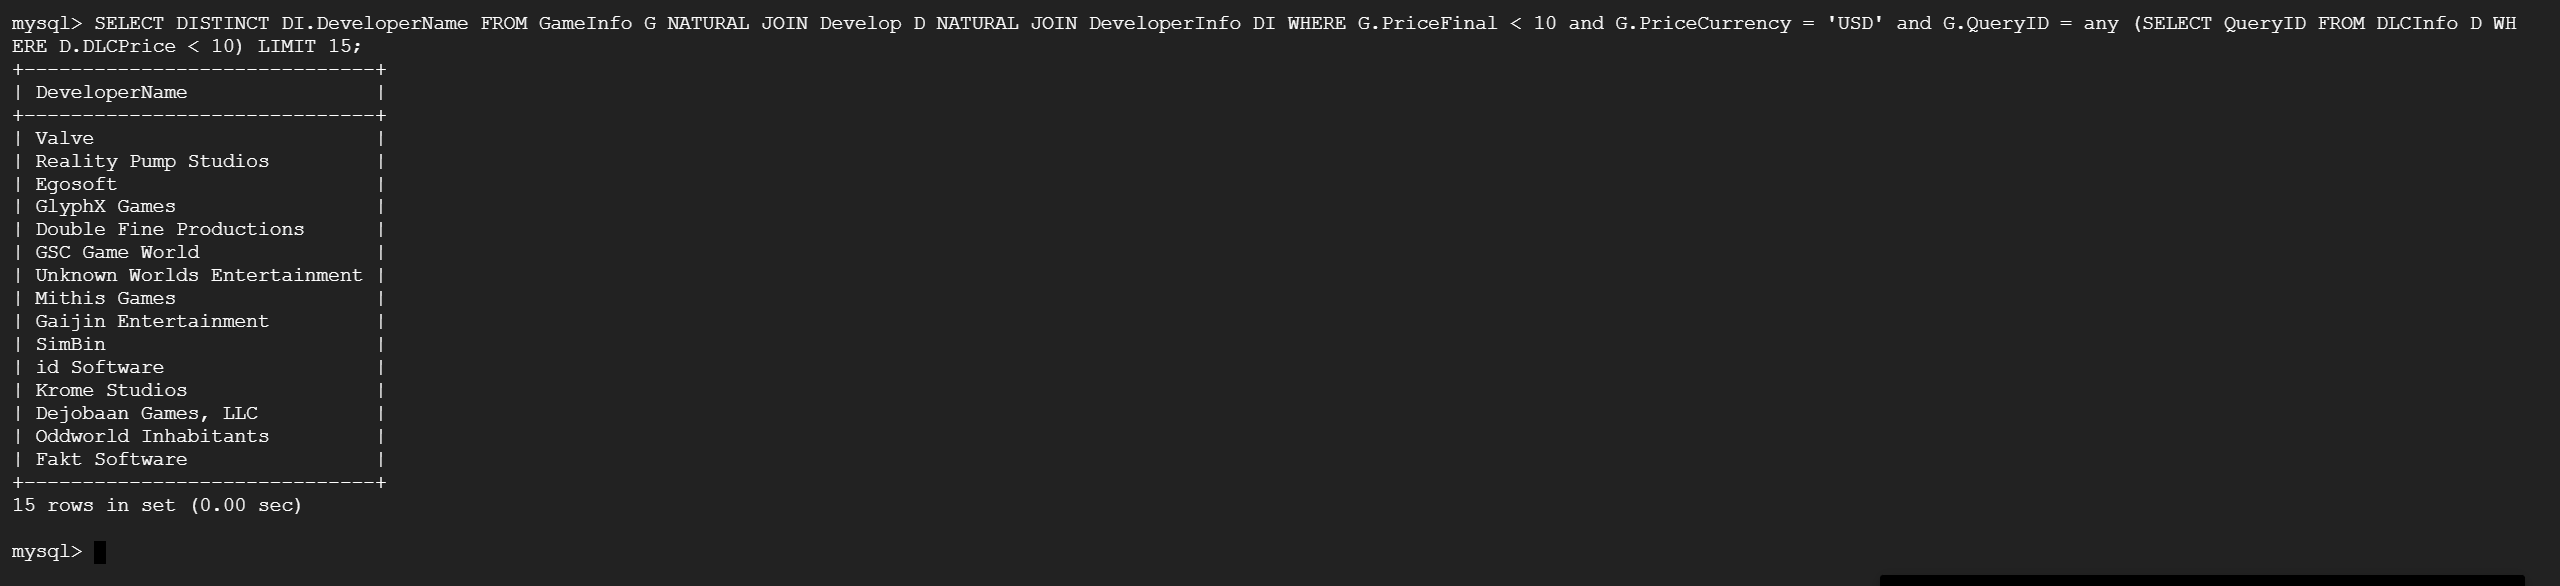 mysql> SELECT DISTINCT DI.DeveloperName FROM GameInfo G NATURAL JOIN Develop D NATURAL JOIN DeveloperInfo DI WHERE G.PriceFinal < 10 and G.PriceCurrency = 'USD' and G.QueryID = any (SELECT QueryID FROM DLCInfo D WH
ERE D.DLCPrice < 10) LIMIT 15;
+------------------------------+
| DeveloperName                |
+------------------------------+
| Valve                        |
| Reality Pump Studios         |
| Egosoft                      |
| GlyphX Games                 |
| Double Fine Productions      |
| GSC Game World               |
| Unknown Worlds Entertainment |
| Mithis Games                 |
| Gaijin Entertainment         |
| SimBin                       |
| id Software                  |
| Krome Studios                |
| Dejobaan Games, LLC          |
| Oddworld Inhabitants         |
| Fakt Software                |
+------------------------------+
15 rows in set (0.00 sec)
mysql>